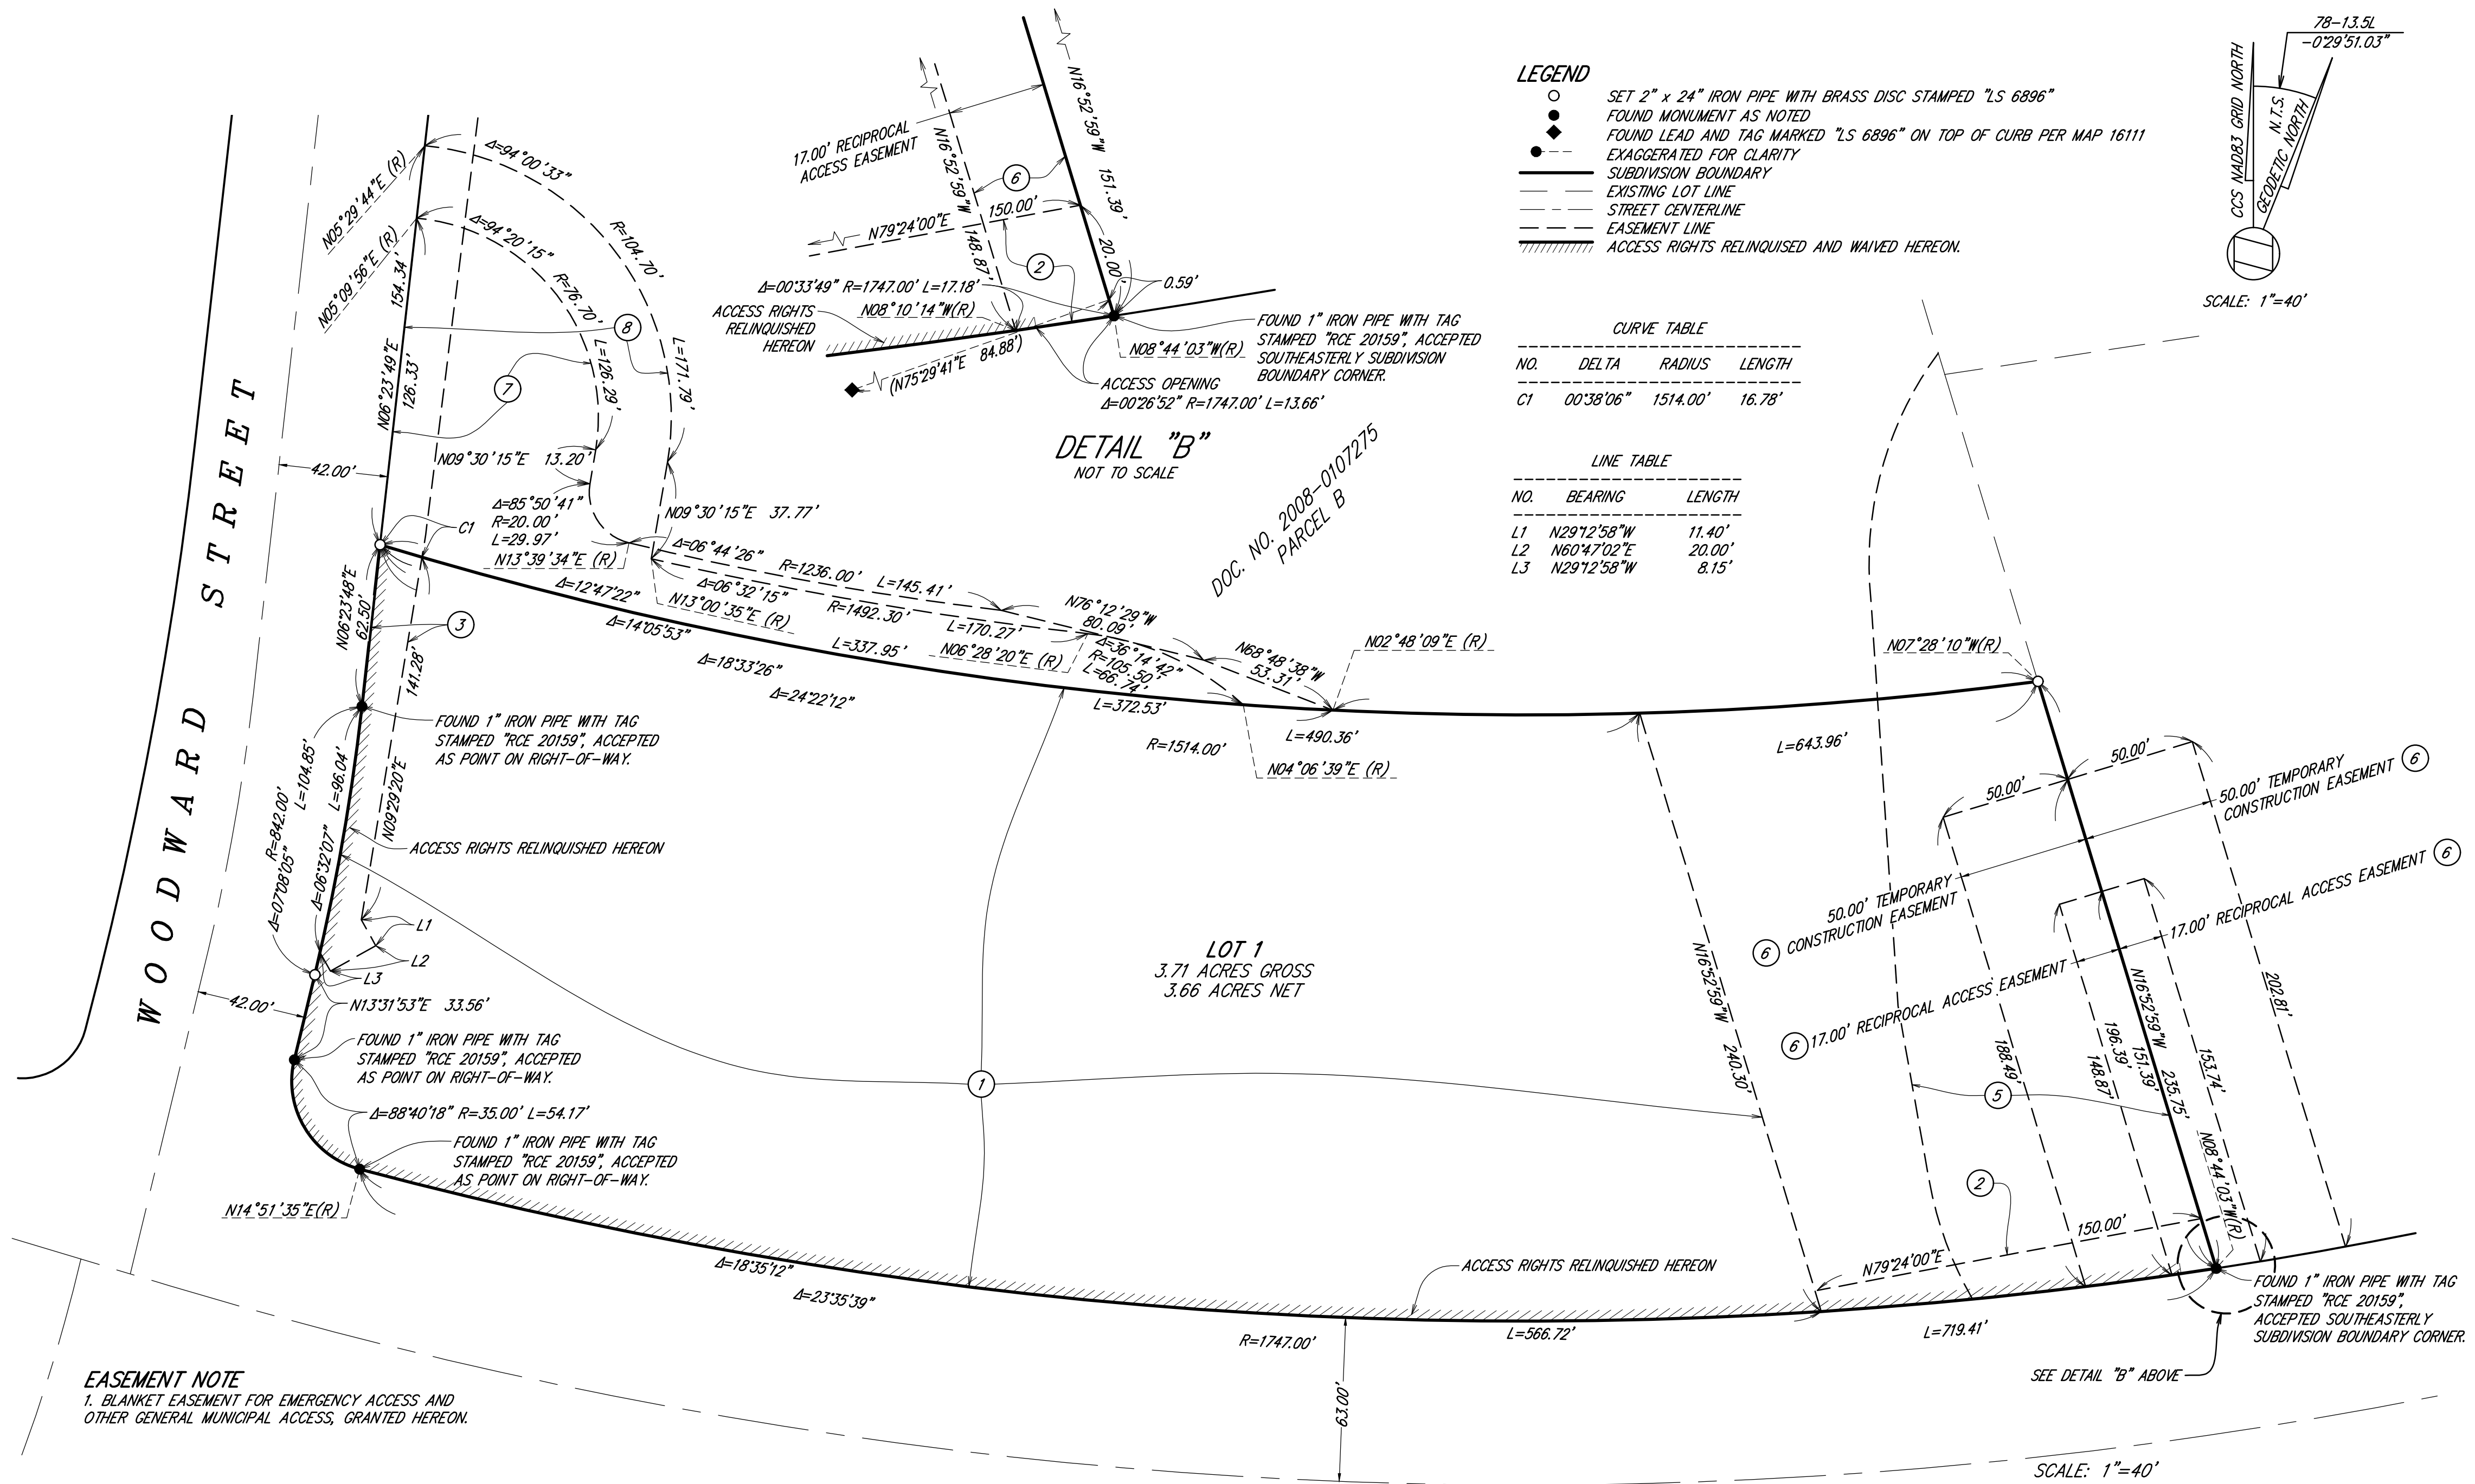 LEGEND
SET 2" x 24" IRON PIPE WITH BRASS DISC STAMPED "LS 6896"
FOUND MONUMENT AS NOTED
FOUND LEAD AND TAG MARKED "LS 6896" ON TOP OF CURB PER MAP 16111
EXAGGERATED FOR CLARITY
SUBDIVISION BOUNDARY
EXISTING LOT LINE
STREET CENTERLINE
EASEMENT LINE
ACCESS RIGHTS RELINQUISED AND WAIVED HEREON.
78-13.5L
-0°29'51.03"
CCS NAD83 GRID NORTH
N.T.S.
GEODETIC NORTH
SCALE: 1"=40'
CURVE TABLE
NO. DELTA RADIUS LENGTH
C1 00°38'06" 1514.00' 16.78'
LINE TABLE
NO. BEARING LENGTH
L1 N29°12'58"W 11.40'
L2 N60°47'02"E 20.00'
L3 N29°12'58"W 8.15'
17.00' RECIPROCAL
ACCESS EASEMENT
N16°52'59"W 148.87'
N16°52'59"W 151.39'
6
N79°24'00"E 150.00'
2
20.00'
0.59'
Δ=00°33'49" R=1747.00' L=17.18'
ACCESS RIGHTS
RELINQUISHED
HEREON
N08°10'14"W(R)
(N75°29'41"E 84.88')
N08°44'03"W(R)
FOUND 1" IRON PIPE WITH TAG
STAMPED "RCE 20159", ACCEPTED
SOUTHEASTERLY SUBDIVISION
BOUNDARY CORNER.
ACCESS OPENING
Δ=00°26'52" R=1747.00' L=13.66'
DETAIL "B"
NOT TO SCALE
DOC. NO. 2008-0107275
PARCEL B
WOODWARD STREET
N05°29'44"E (R)
N05°09'56"E (R)
Δ=94°00'33"
R=104.70'
L=171.79'
Δ=94°20'15"
R=76.70'
L=126.29'
154.34'
N06°23'49"E
126.33'
8
7
42.00'
N09°30'15"E 13.20'
C1
Δ=85°50'41"
R=20.00'
L=29.97'
N13°39'34"E (R)
N09°30'15"E 37.77'
Δ=06°44'26"
R=1236.00'
L=145.41'
Δ=06°32'15"
R=1492.30'
L=170.27'
N13°00'35"E (R)
N76°12'29"W
80.09'
Δ=36°14'42"
R=105.50'
L=66.74'
N68°48'38"W
53.31'
N02°48'09"E (R)
N06°28'20"E (R)
N07°28'10"W(R)
Δ=12°47'22"
Δ=14°05'53"
Δ=18°33'26"
Δ=24°22'12"
L=337.95'
L=372.53'
R=1514.00'
L=490.36'
N04°06'39"E (R)
L=643.96'
N06°23'48"E
62.50'
3
141.28'
N09°29'20"E
FOUND 1" IRON PIPE WITH TAG
STAMPED "RCE 20159", ACCEPTED
AS POINT ON RIGHT-OF-WAY.
Δ=07°08'05"
R=842.00'
L=104.85'
Δ=06°32'07"
L=96.04'
ACCESS RIGHTS RELINQUISHED HEREON
L1
L2
L3
42.00'
N13°31'53"E 33.56'
FOUND 1" IRON PIPE WITH TAG
STAMPED "RCE 20159", ACCEPTED
AS POINT ON RIGHT-OF-WAY.
Δ=88°40'18" R=35.00' L=54.17'
FOUND 1" IRON PIPE WITH TAG
STAMPED "RCE 20159", ACCEPTED
AS POINT ON RIGHT-OF-WAY.
N14°51'35"E(R)
LOT 1
3.71 ACRES GROSS
3.66 ACRES NET
1
50.00'
50.00'
50.00' TEMPORARY
CONSTRUCTION EASEMENT 6
50.00' TEMPORARY
6 CONSTRUCTION EASEMENT
17.00' RECIPROCAL ACCESS EASEMENT 6
6 17.00' RECIPROCAL ACCESS EASEMENT
N16°52'59"W 240.30'
188.49'
196.39'
148.87'
N16°52'59"W 235.75'
151.39'
153.74'
202.81'
N08°44'03"W(R)
5
2
N79°24'00"E 150.00'
ACCESS RIGHTS RELINQUISHED HEREON
Δ=18°35'12"
Δ=23°35'39"
R=1747.00'
L=566.72'
L=719.41'
63.00'
FOUND 1" IRON PIPE WITH TAG
STAMPED "RCE 20159",
ACCEPTED SOUTHEASTERLY
SUBDIVISION BOUNDARY CORNER.
SEE DETAIL "B" ABOVE
EASEMENT NOTE
1. BLANKET EASEMENT FOR EMERGENCY ACCESS AND
OTHER GENERAL MUNICIPAL ACCESS, GRANTED HEREON.
SCALE: 1"=40'